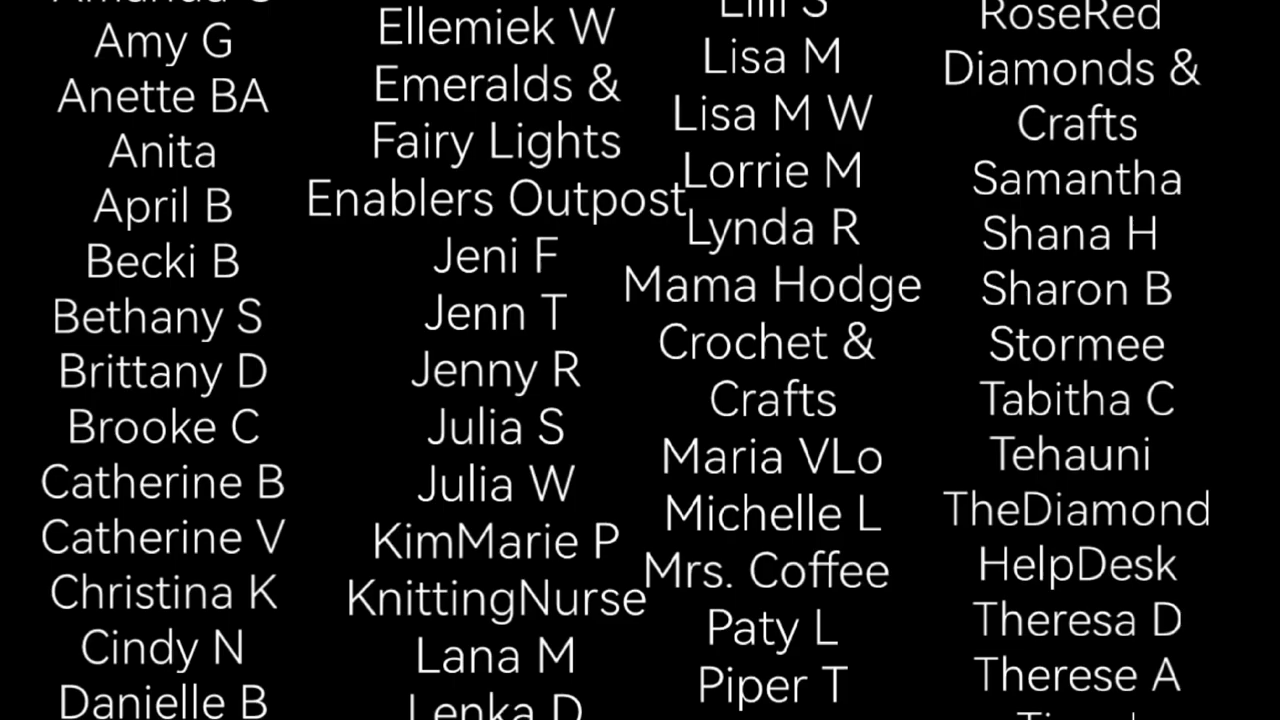 Amy G
Anette BA
Anita
April B
Becki B
Bethany S
Brittany D
Brooke C
Catherine B
Catherine V
Christina K
Cindy N
Danielle B
Ellemiek W
Emeralds &
Fairy Lights
Enablers Outpost
Jeni F
Jenn T
Jenny R
Julia S
Julia W
KimMarie P
KnittingNurse
Lana M
Lenka D
Lisa M
Lisa M W
Lorrie M
Lynda R
Mama Hodge
Crochet &
Crafts
Maria VLo
Michelle L
Mrs. Coffee
Paty L
Piper T
RoseRed
Diamonds &
Crafts
Samantha
Shana H
Sharon B
Stormee
Tabitha C
Tehauni
TheDiamond
HelpDesk
Theresa D
Therese A